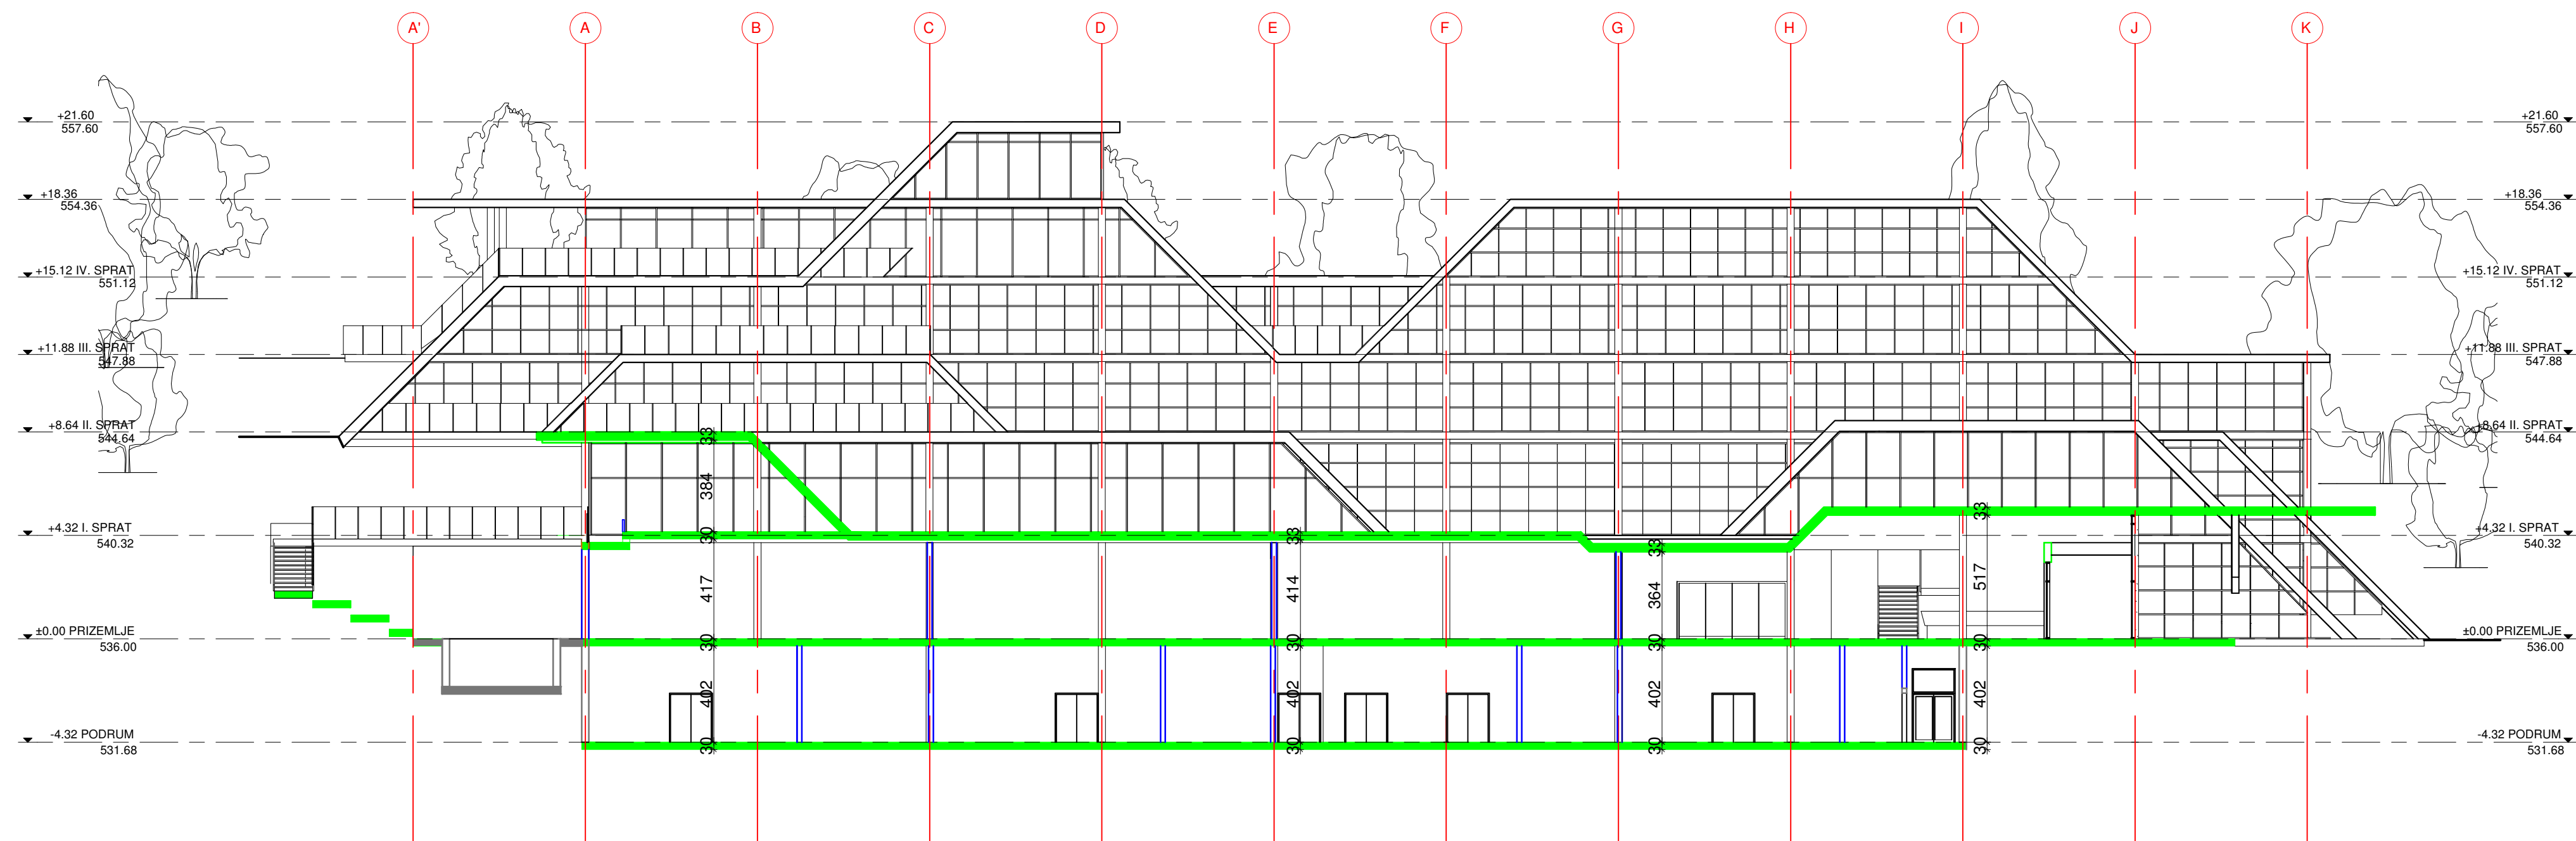 A' A B C D E F G H I J K
+21.60 +21.60
557.60 557.60
+18.36 +18.36
554.36 554.36
+15.12 IV. SPRAT +15.12 IV. SPRAT
551.12 551.12
+11.88 III. SPRAT +11.88 III. SPRAT
547.88 547.88
+8.64 II. SPRAT +8.64 II. SPRAT
544.64 544.64
33
384
33
+4.32 I. SPRAT +4.32 I. SPRAT
540.32 540.32
30 33 33
417 414 364 517
±0.00 PRIZEMLJE ±0.00 PRIZEMLJE
536.00 536.00
30 30 30 30
402 402 402 402
-4.32 PODRUM -4.32 PODRUM
531.68 531.68
30 30 30 30